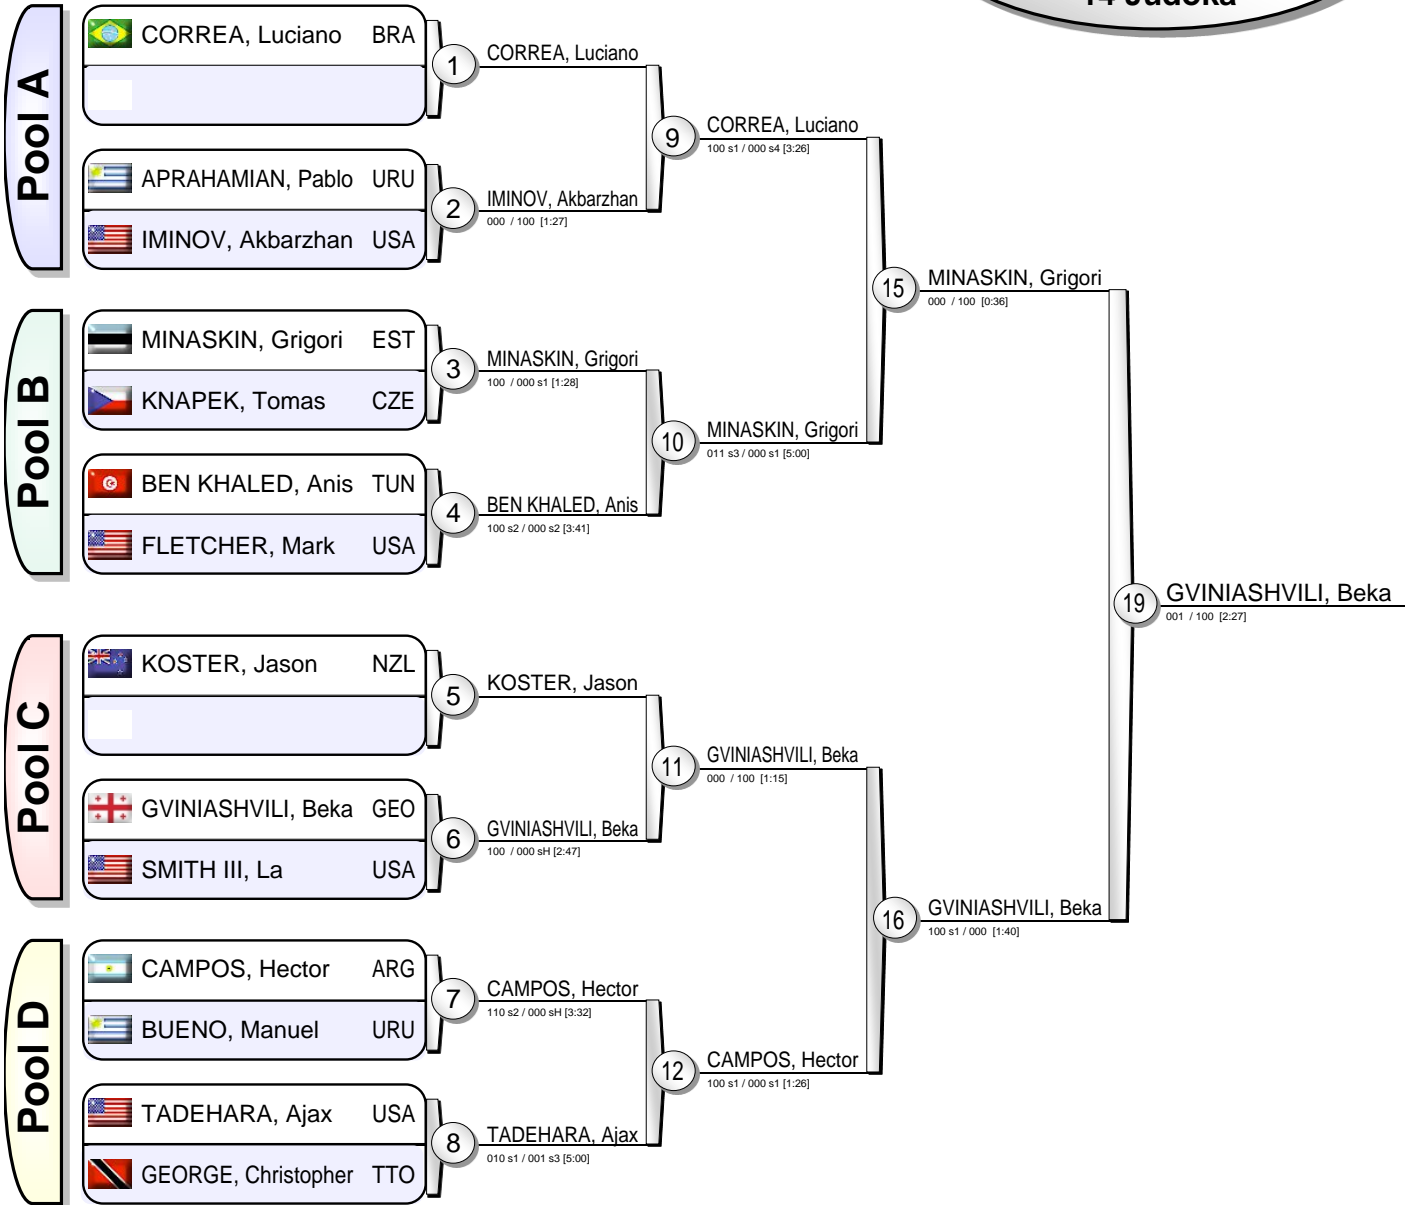 14 Judoka
Pool A
CORREA, Luciano BRA
APRAHAMIAN, Pablo URU
IMINOV, Akbarzhan USA
1
CORREA, Luciano
2
IMINOV, Akbarzhan
000 / 100 [1:27]
9
CORREA, Luciano
100 s1 / 000 s4 [3:26]
Pool B
MINASKIN, Grigori EST
KNAPEK, Tomas CZE
BEN KHALED, Anis TUN
FLETCHER, Mark USA
3
MINASKIN, Grigori
100 / 000 s1 [1:28]
4
BEN KHALED, Anis
100 s2 / 000 s2 [3:41]
10
MINASKIN, Grigori
011 s3 / 000 s1 [5:00]
15
MINASKIN, Grigori
000 / 100 [0:36]
Pool C
KOSTER, Jason NZL
GVINIASHVILI, Beka GEO
SMITH III, La USA
5
KOSTER, Jason
6
GVINIASHVILI, Beka
100 / 000 sH [2:47]
11
GVINIASHVILI, Beka
000 / 100 [1:15]
Pool D
CAMPOS, Hector ARG
BUENO, Manuel URU
TADEHARA, Ajax USA
GEORGE, Christopher TTO
7
CAMPOS, Hector
110 s2 / 000 sH [3:32]
8
TADEHARA, Ajax
010 s1 / 001 s3 [5:00]
12
CAMPOS, Hector
100 s1 / 000 s1 [1:26]
16
GVINIASHVILI, Beka
100 s1 / 000 [1:40]
19
GVINIASHVILI, Beka
001 / 100 [2:27]